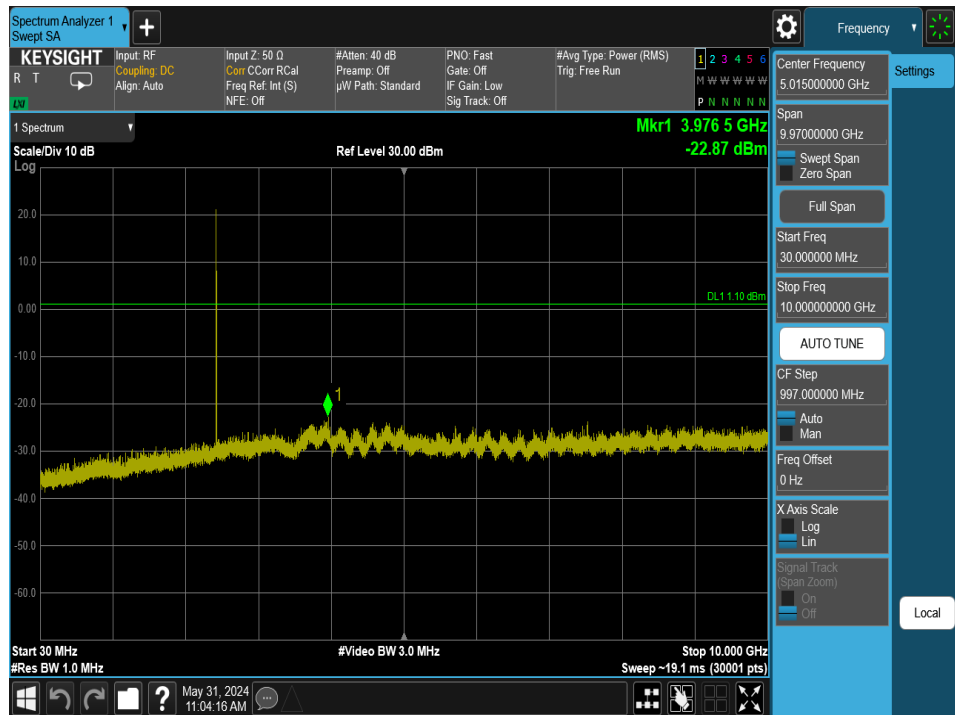 Spectrum Analyzer 1
Swept SA
+
Frequency
KEYSIGHT
R T
LXI
Input: RF
Coupling: DC
Align: Auto
Input Z: 50 Ω
Corr CCorr RCal
Freq Ref: Int (S)
NFE: Off
#Atten: 40 dB
Preamp: Off
µW Path: Standard
PNO: Fast
Gate: Off
IF Gain: Low
Sig Track: Off
#Avg Type: Power (RMS)
Trig: Free Run
1 2 3 4 5 6
M W W W W W
P N N N N N
1 Spectrum
Scale/Div 10 dB
Log
Ref Level 30.00 dBm
Mkr1 3.976 5 GHz
-22.87 dBm
20.0
10.0
0.00
-10.0
-20.0
-30.0
-40.0
-50.0
-60.0
DL1 1.10 dBm
1
Start 30 MHz
#Res BW 1.0 MHz
#Video BW 3.0 MHz
Stop 10.000 GHz
Sweep ~19.1 ms (30001 pts)
Center Frequency
5.015000000 GHz
Settings
Span
9.97000000 GHz
Swept Span
Zero Span
Full Span
Start Freq
30.000000 MHz
Stop Freq
10.000000000 GHz
AUTO TUNE
CF Step
997.000000 MHz
Auto
Man
Freq Offset
0 Hz
X Axis Scale
Log
Lin
Signal Track
(Span Zoom)
On
Off
Local
?
May 31, 2024
11:04:16 AM